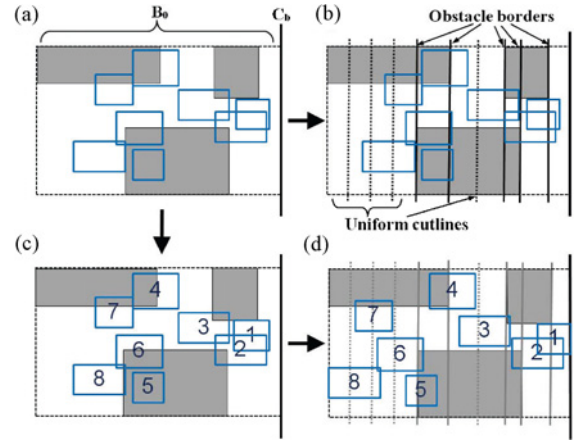 (a) B₀ C_b (b) Obstacle borders
Uniform cutlines
(c) (d)
4 4
7 7
3 1 3 1
6 2 6 2
8 5 8 5